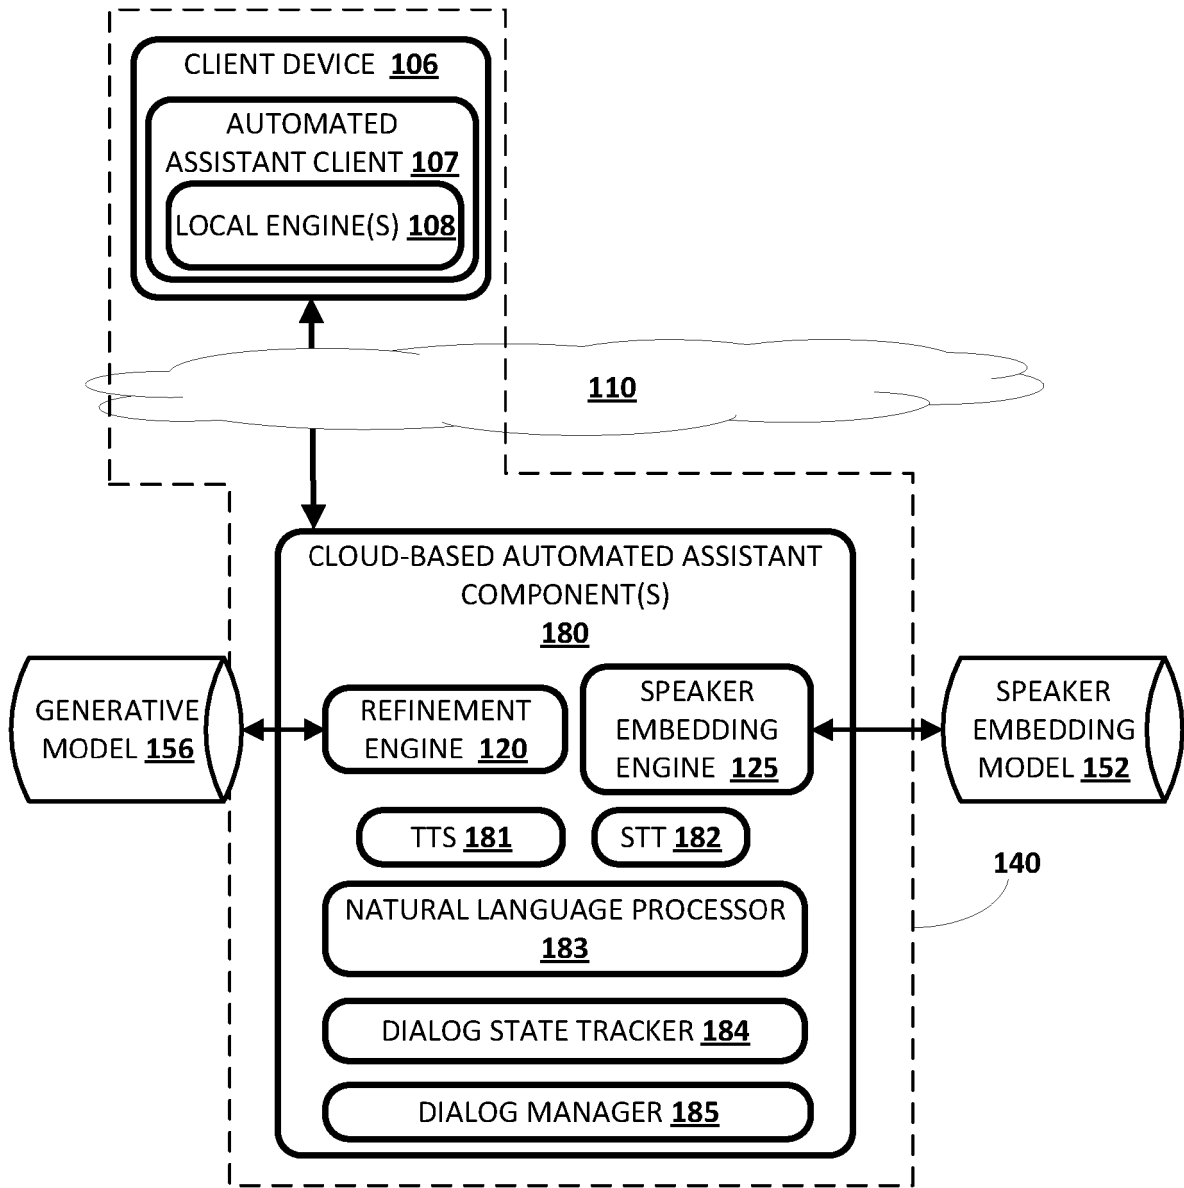 CLIENT DEVICE 106
AUTOMATED
ASSISTANT CLIENT 107
LOCAL ENGINE(S) 108
110
CLOUD-BASED AUTOMATED ASSISTANT
COMPONENT(S)
180
GENERATIVE
MODEL 156
REFINEMENT
ENGINE 120
SPEAKER
EMBEDDING
ENGINE 125
SPEAKER
EMBEDDING
MODEL 152
TTS 181
STT 182
140
NATURAL LANGUAGE PROCESSOR
183
DIALOG STATE TRACKER 184
DIALOG MANAGER 185